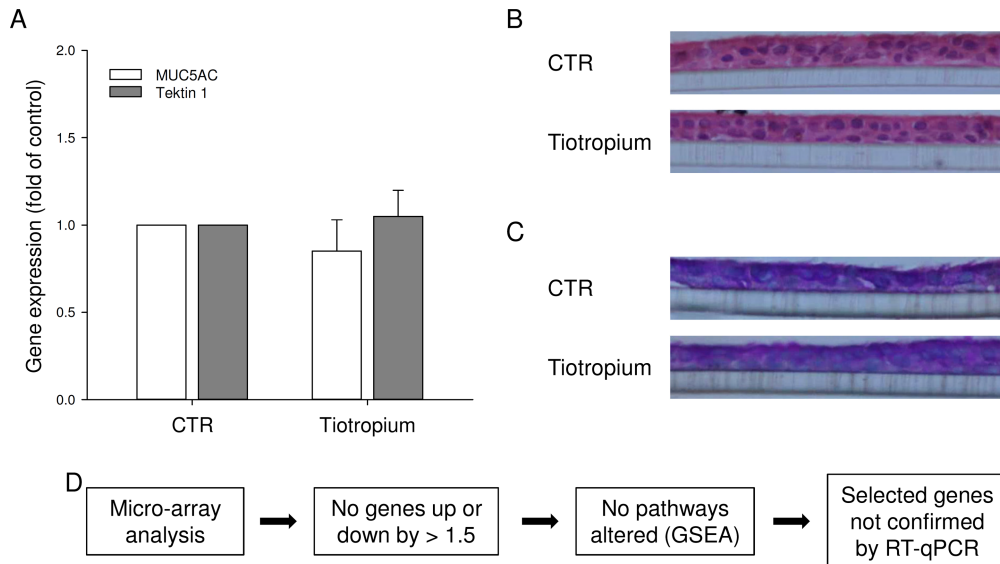 A
2.0
1.5
1.0
0.5
0.0
Gene expression (fold of control)
MUC5AC
Tektin 1
CTR
Tiotropium
B
CTR
Tiotropium
C
CTR
Tiotropium
D
Micro-array
analysis
No genes up or
down by > 1.5
No pathways
altered (GSEA)
Selected genes
not confirmed
by RT-qPCR